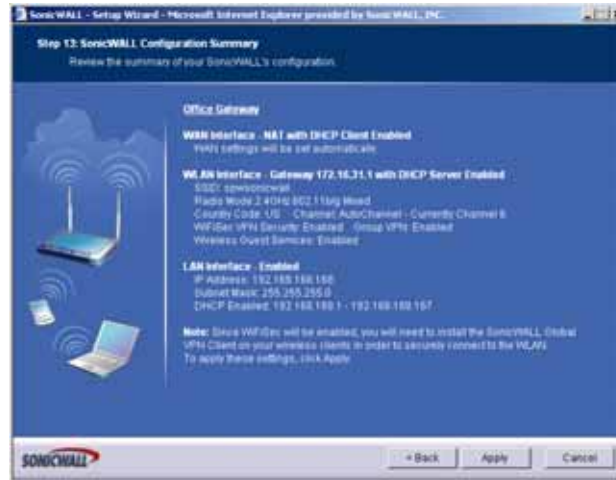 SonicWALL - Setup Wizard - Microsoft Internet Explorer provided by SonicWALL, INC.
Step 13: SonicWALL Configuration Summary
Review the summary of your SonicWALL's configuration.
Office Gateway
WAN Interface - NAT with DHCP Client Enabled
WAN settings will be set automatically.
WLAN Interface - Gateway 172.16.31.1 with DHCP Server Enabled
SSID:
Radio Mode 2.4GHz 802.11b/g Mixed
Country Code: US Channel: AutoChannel - Currently Channel 6
WiFiSec VPN Security: Enabled Group VPN: Enabled
Wireless Guest Services: Enabled
LAN Interface - Enabled
IP Address: 192.168.168.168
Subnet Mask: 255.255.255.0
DHCP Enabled: 192.168.168.1 - 192.168.168.167
Note: Since WiFiSec will be enabled, you will need to install the SonicWALL Global
VPN Client on your wireless clients in order to securely connect to the WLAN.
To apply these settings, click Apply.
SONICWALL
< Back
Apply
Cancel